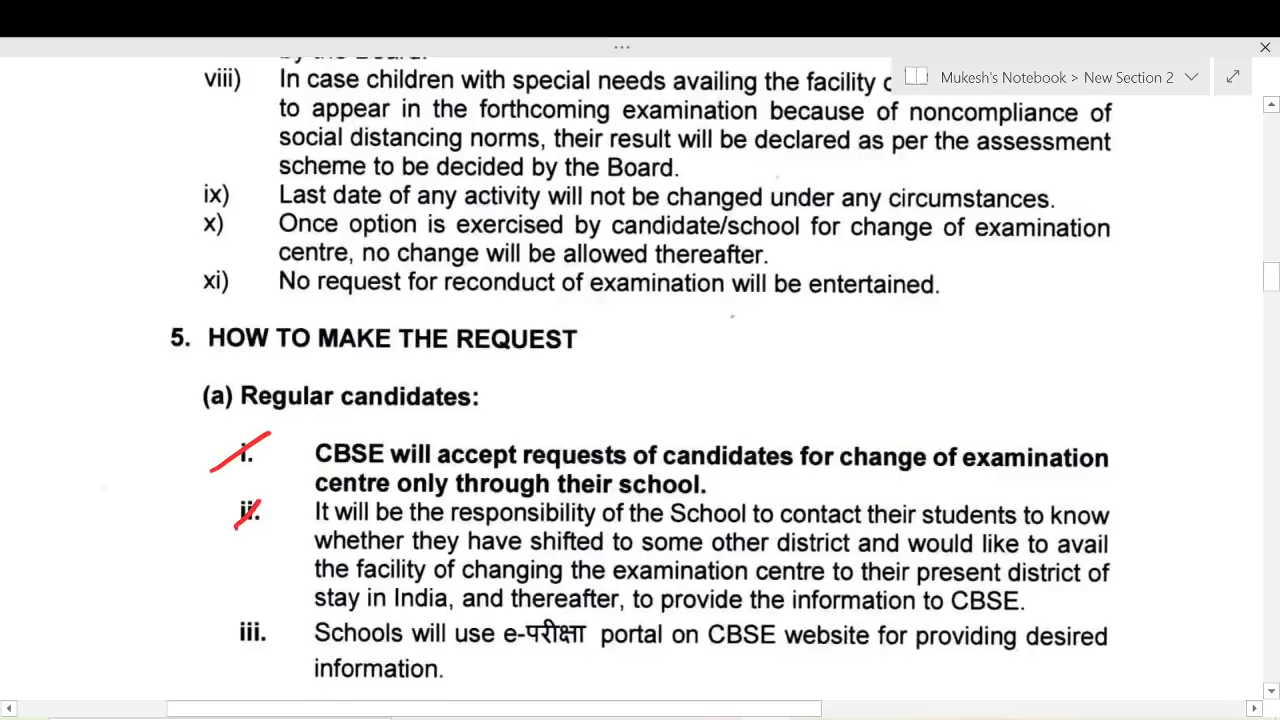 by the Board.
viii) In case children with special needs availing the facility
Mukesh's Notebook > New Section 2
to appear in the forthcoming examination because of noncompliance of
social distancing norms, their result will be declared as per the assessment
scheme to be decided by the Board.
ix) Last date of any activity will not be changed under any circumstances.
x) Once option is exercised by candidate/school for change of examination
centre, no change will be allowed thereafter.
xi) No request for reconduct of examination will be entertained.
5. HOW TO MAKE THE REQUEST
(a) Regular candidates:
i. CBSE will accept requests of candidates for change of examination
centre only through their school.
ii. It will be the responsibility of the School to contact their students to know
whether they have shifted to some other district and would like to avail
the facility of changing the examination centre to their present district of
stay in India, and thereafter, to provide the information to CBSE.
iii. Schools will use e-परीक्षा portal on CBSE website for providing desired
information.